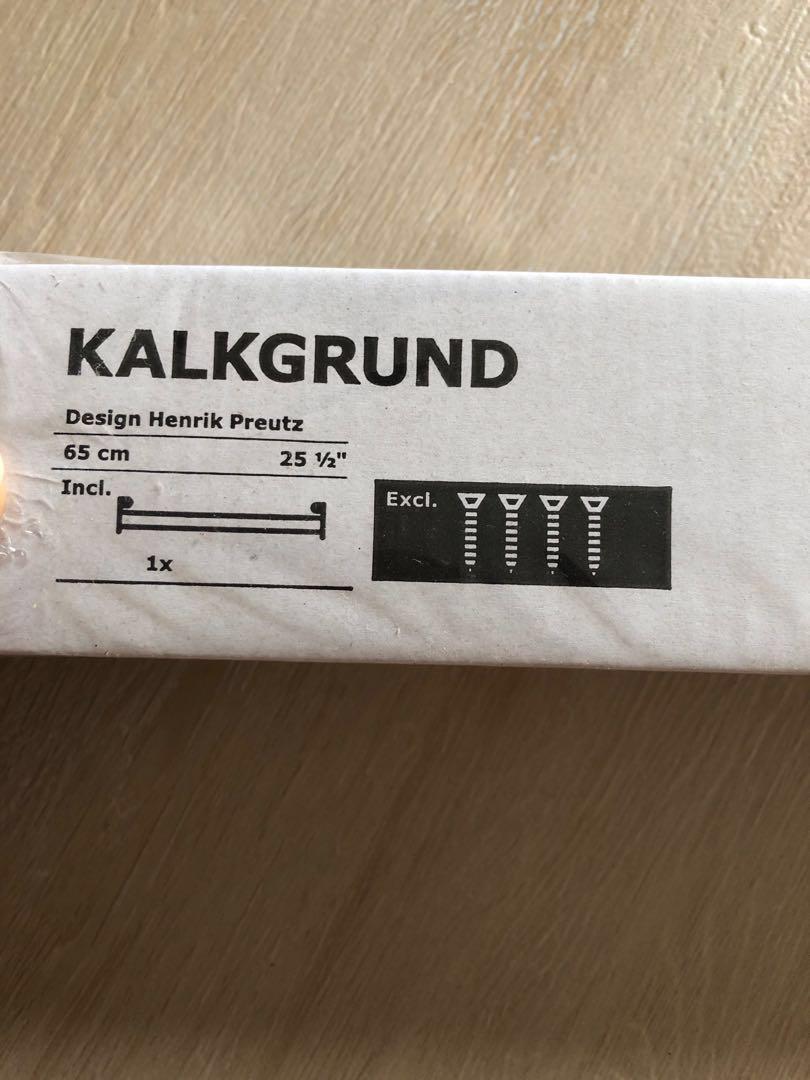 KALKGRUND
Design Henrik Preutz
65 cm 25 ½"
Incl.
Excl.
1x